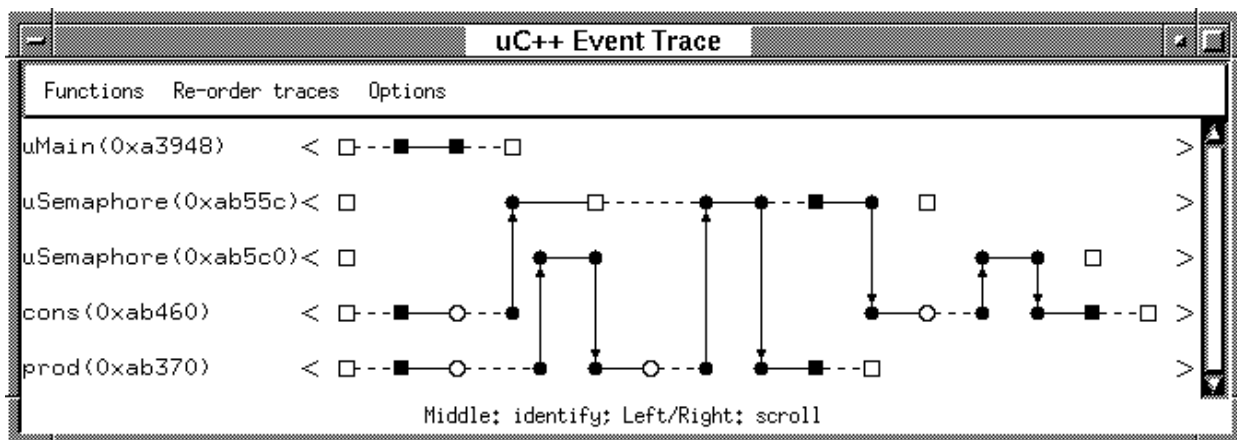 uC++ Event Trace
Functions Re-order traces Options
uMain(0xa3948) < >
uSemaphore(0xab55c)< >
uSemaphore(0xab5c0)< >
cons(0xab460) < >
prod(0xab370) < >
Middle: identify; Left/Right: scroll